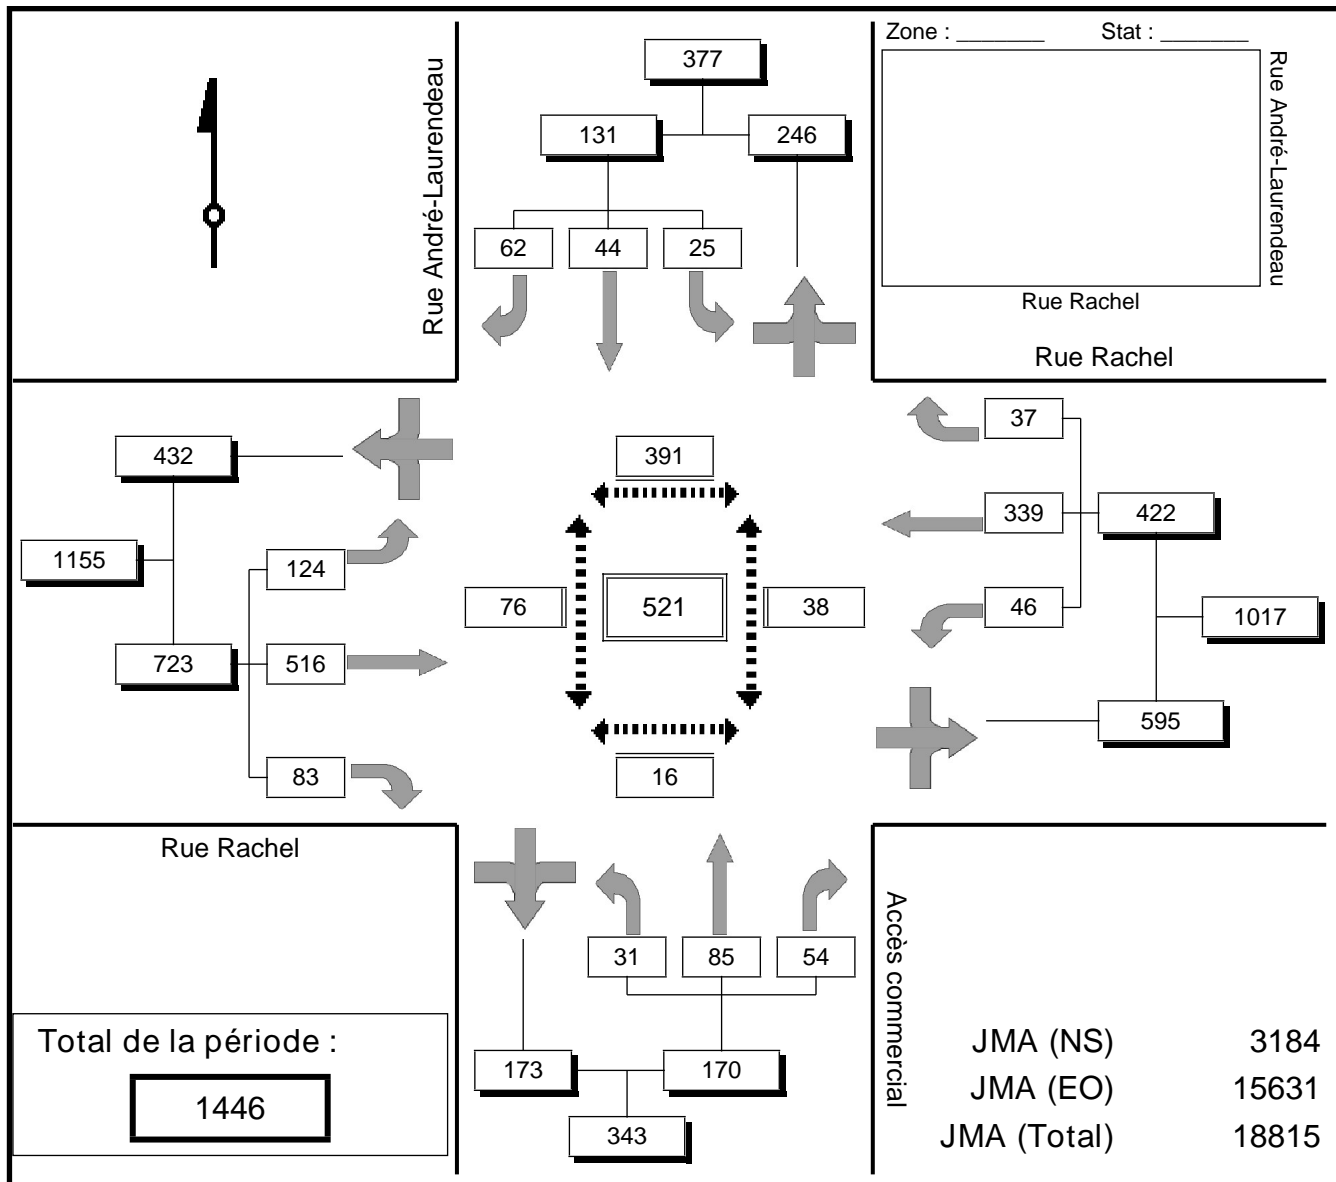 Zone : _______ Stat : _______
377
131
246
62
44
25
Rue André-Laurendeau
Rue André-Laurendeau
Rue Rachel
Rue Rachel
432
1155
723
124
516
83
391
76
521
38
16
37
339
46
422
1017
595
Rue Rachel
31
85
54
173
170
343
Total de la période :
1446
Accès commercial
JMA (NS) 3184
JMA (EO) 15631
JMA (Total) 18815